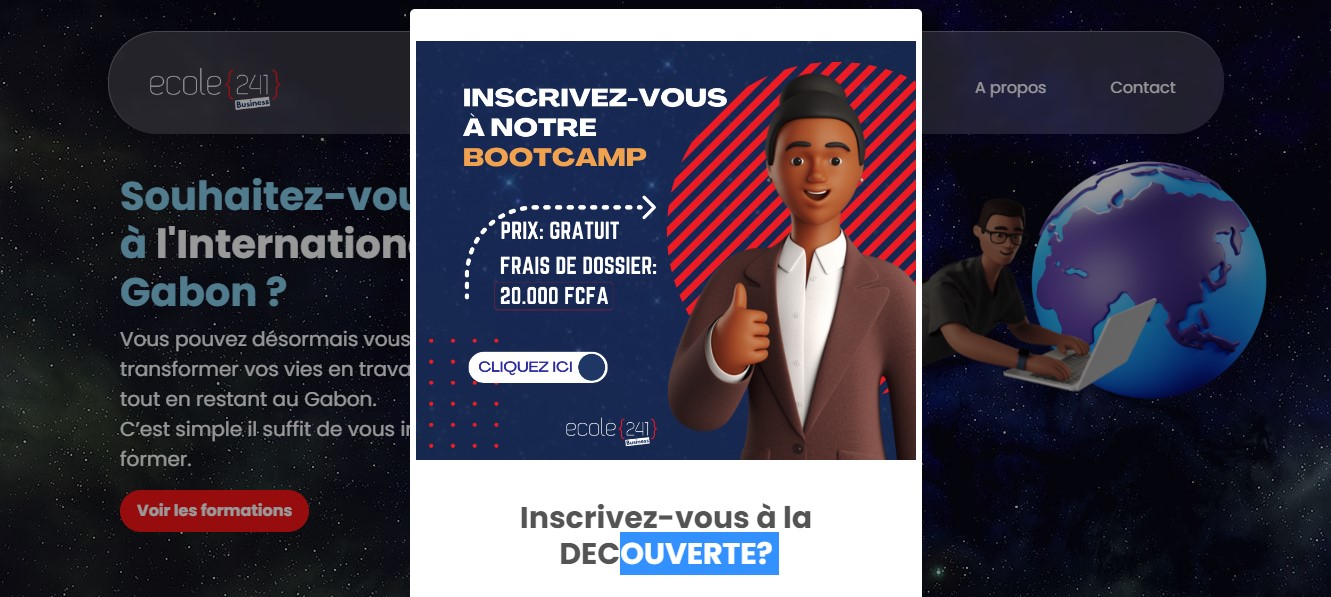 ecole{241}
Business
A propos
Contact
Souhaitez-vou
à l'Internation
Gabon ?
Vous pouvez désormais vous
transformer vos vies en trava
tout en restant au Gabon.
C’est simple il suffit de vous i
former.
Voir les formations
INSCRIVEZ-VOUS
À NOTRE
BOOTCAMP
PRIX: GRATUIT
FRAIS DE DOSSIER:
20.000 FCFA
CLIQUEZ ICI
ecole{241}
Business
Inscrivez-vous à la
DECOUVERTE?